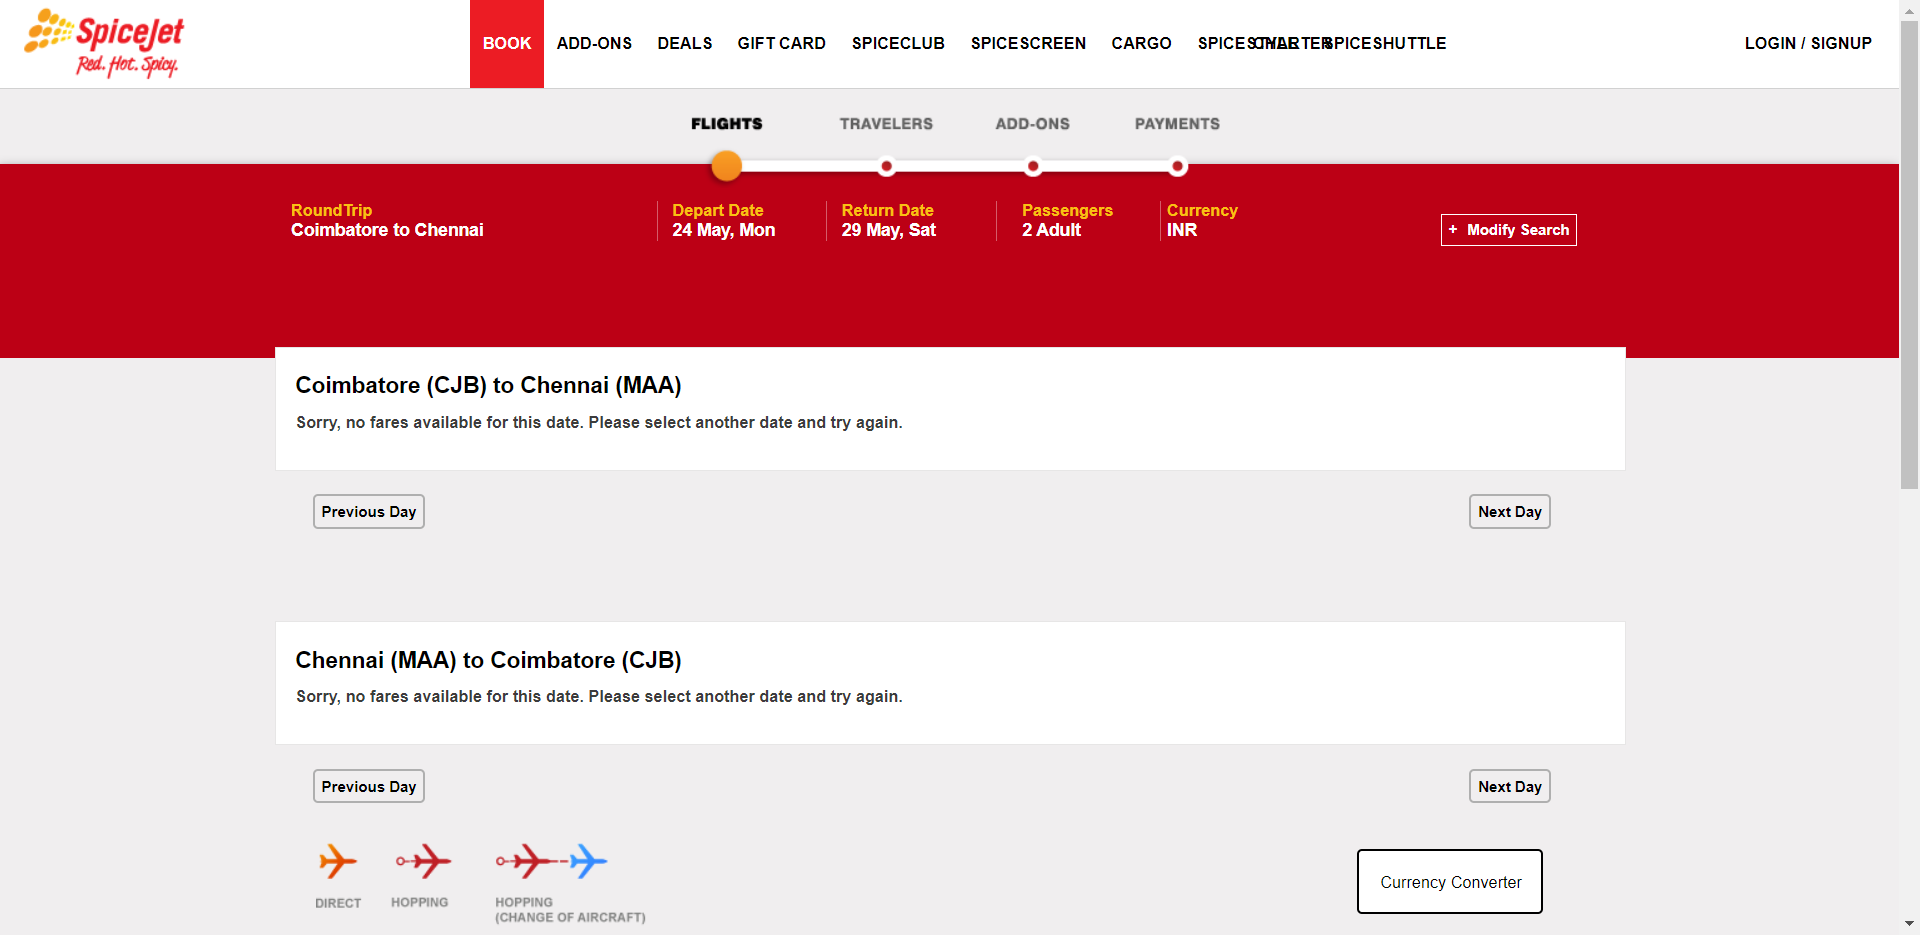 SpiceJet
Red. Hot. Spicy.
BOOK ADD-ONS DEALS GIFT CARD SPICECLUB SPICESCREEN CARGO SPICESTYLE CHARTER SPICESHUTTLE LOGIN / SIGNUP
FLIGHTS TRAVELERS ADD-ONS PAYMENTS
RoundTrip Depart Date Return Date Passengers Currency
Coimbatore to Chennai 24 May, Mon 29 May, Sat 2 Adult INR
+ Modify Search
Coimbatore (CJB) to Chennai (MAA)
Sorry, no fares available for this date. Please select another date and try again.
Previous Day Next Day
Chennai (MAA) to Coimbatore (CJB)
Sorry, no fares available for this date. Please select another date and try again.
Previous Day Next Day
Currency Converter
DIRECT HOPPING HOPPING
(CHANGE OF AIRCRAFT)